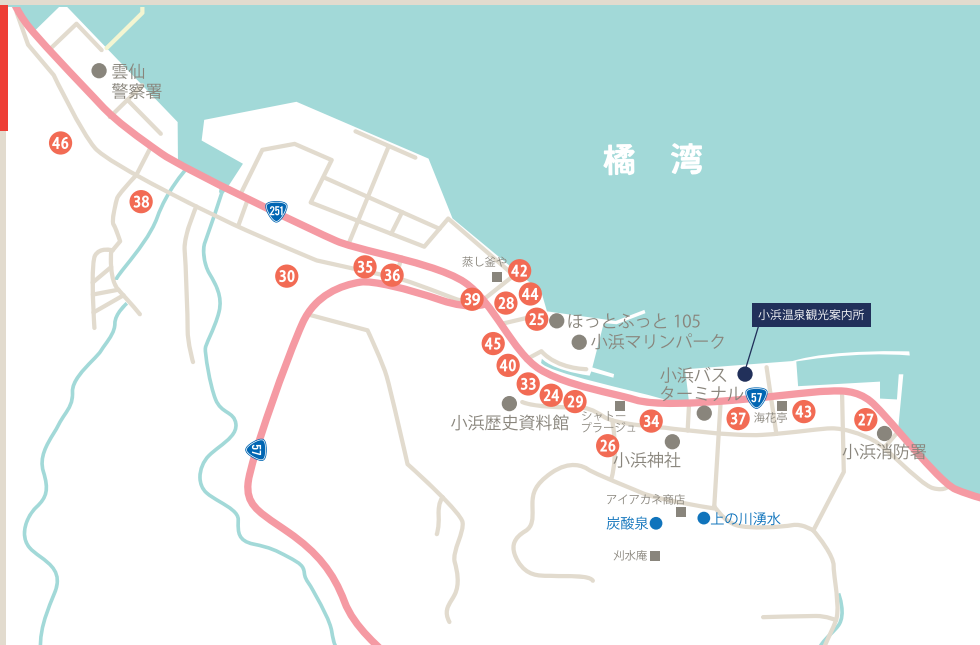 雲仙
警察署
46
橘 湾
38
251
蒸し釜や
42
35
36
30
39
28
44
25
ほっとふっと 105
小浜温泉観光案内所
45
小浜マリンパーク
40
小浜バス
ターミナル
33
24
29
57
小浜歴史資料館
シャトー
プラージュ
34
37
海花亭
43
27
26
小浜神社
小浜消防署
57
アイアカネ商店
炭酸泉
上の川湧水
刈水庵